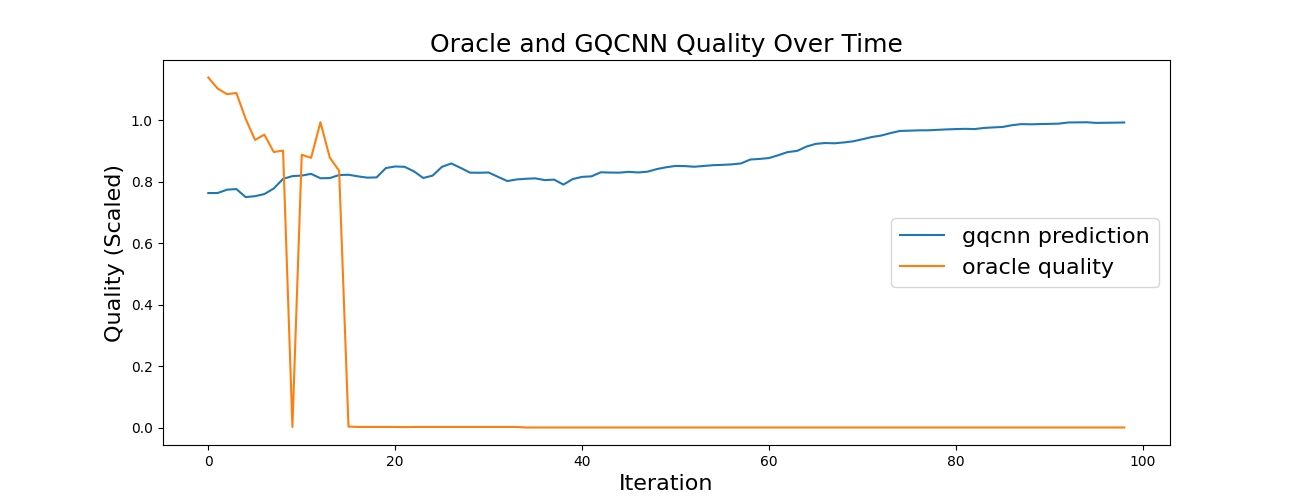 Oracle and GQCNN Quality Over Time
Quality (Scaled)
1.0
0.8
0.6
0.4
0.2
0.0
gqcnn prediction
oracle quality
0 20 40 60 80 100
Iteration